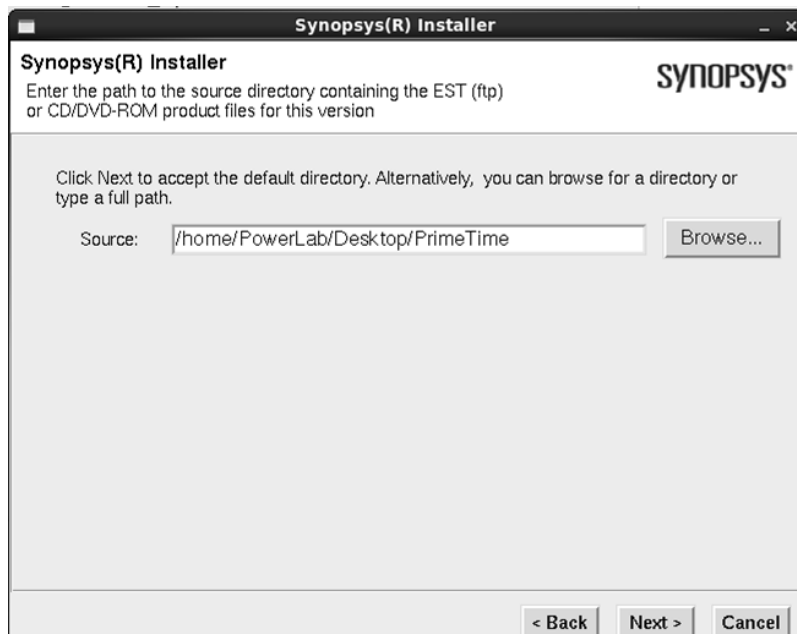 Synopsys(R) Installer
Synopsys(R) Installer
Enter the path to the source directory containing the EST (ftp)
or CD/DVD-ROM product files for this version
SYNOPSYS®
Click Next to accept the default directory. Alternatively, you can browse for a directory or
type a full path.
Source: /home/PowerLab/Desktop/PrimeTime Browse...
< Back Next > Cancel